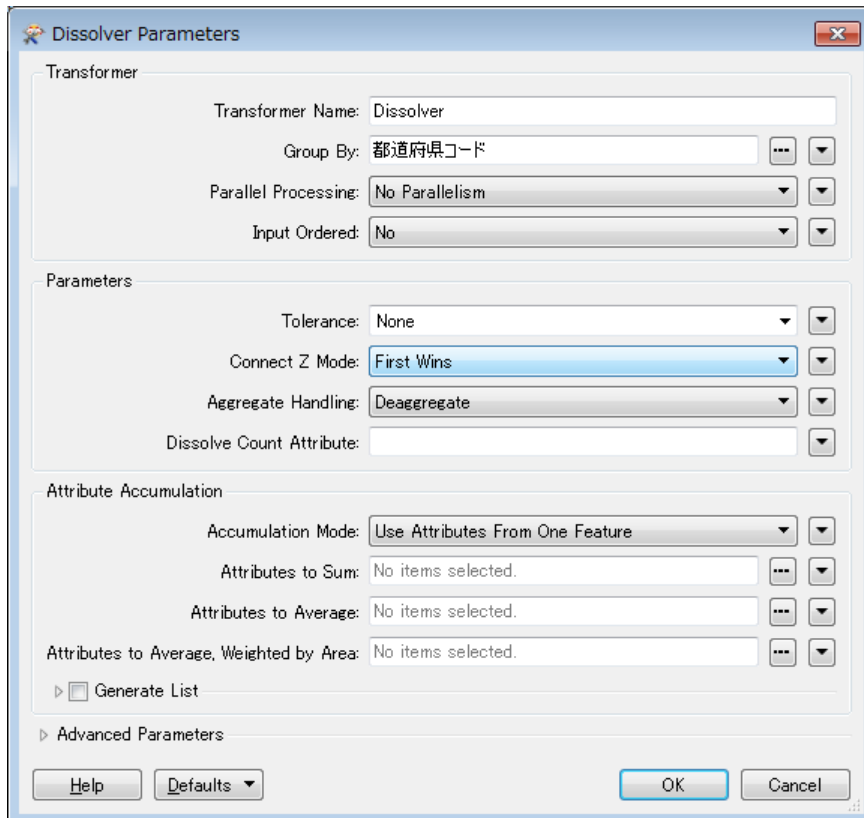 Dissolver Parameters
Transformer
Transformer Name: Dissolver
Group By: 都道府県コード
Parallel Processing: No Parallelism
Input Ordered: No
Parameters
Tolerance: None
Connect Z Mode: First Wins
Aggregate Handling: Deaggregate
Dissolve Count Attribute:
Attribute Accumulation
Accumulation Mode: Use Attributes From One Feature
Attributes to Sum: No items selected.
Attributes to Average: No items selected.
Attributes to Average, Weighted by Area: No items selected.
Generate List
Advanced Parameters
Help Defaults OK Cancel